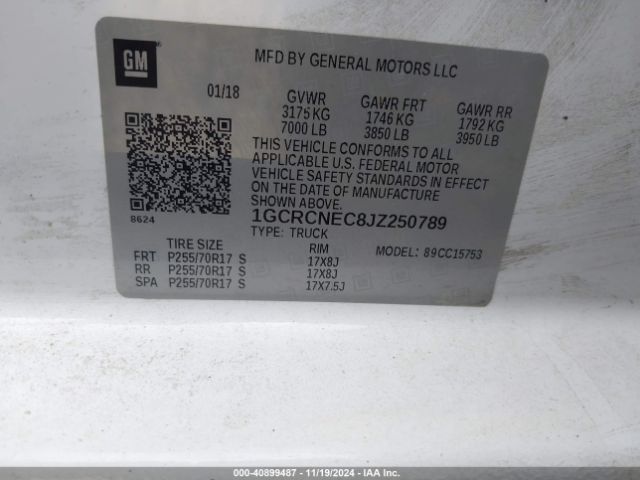 GM
MFD BY GENERAL MOTORS LLC
01/18 GVWR GAWR FRT GAWR RR
3175 KG 1746 KG 1792 KG
7000 LB 3850 LB 3950 LB
THIS VEHICLE CONFORMS TO ALL
APPLICABLE U.S. FEDERAL MOTOR
VEHICLE SAFETY STANDARDS IN EFFECT
ON THE DATE OF MANUFACTURE
SHOWN ABOVE.
8624
1GCRCNEC8JZ250789
TYPE: TRUCK
MODEL: 89CC15753
TIRE SIZE RIM
FRT P255/70R17 S 17X8J
RR P255/70R17 S 17X8J
SPA P255/70R17 S 17X7.5J
000-40899487 - 11/19/2024 - IAA Inc.